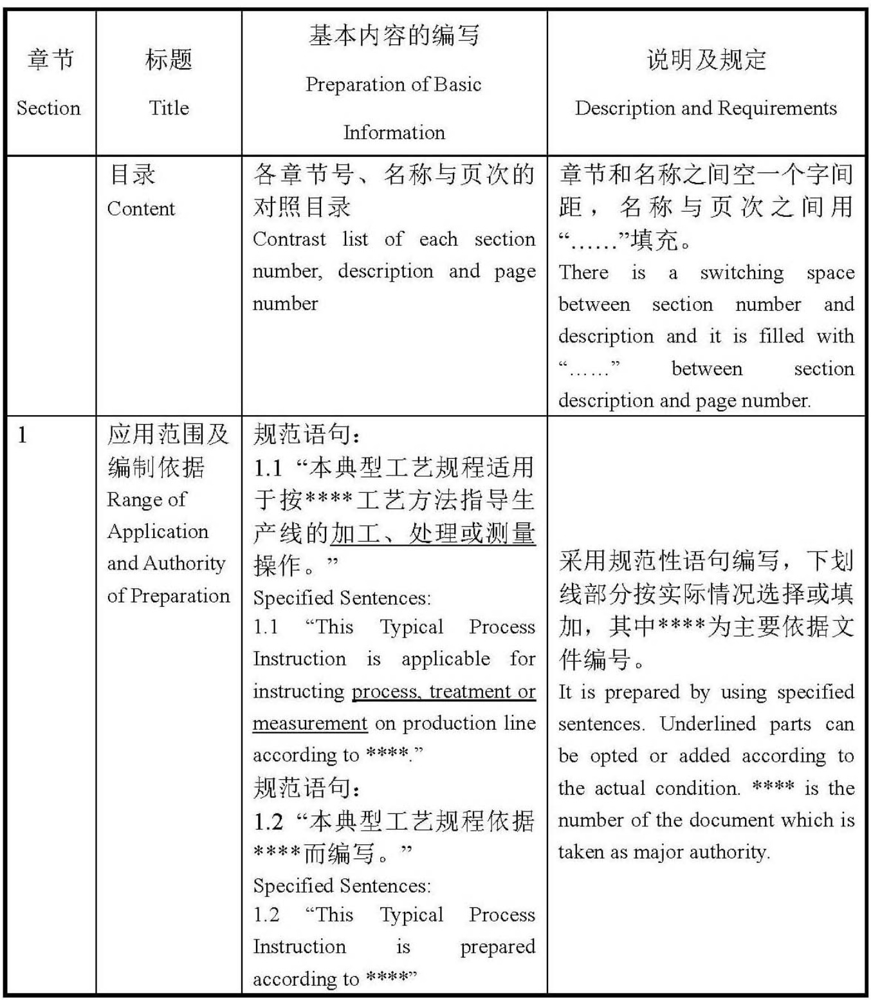 章节
Section
标题
Title
基本内容的编写
Preparation of Basic
Information
说明及规定
Description and Requirements
目录
Content
各章节号、名称与页次的
对照目录
Contrast list of each section
number, description and page
number
章节和名称之间空一个字间
距，名称与页次之间用
“……”填充。
There is a switching space
between section number and
description and it is filled with
“……” between section
description and page number.
1
应用范围及
编制依据
Range of
Application
and Authority
of Preparation
规范语句：
1.1 “本典型工艺规程适用
于按****工艺方法指导生
产线的加工、处理或测量
操作。”
Specified Sentences:
1.1 “This Typical Process
Instruction is applicable for
instructing process, treatment or
measurement on production line
according to ****.”
规范语句：
1.2 “本典型工艺规程依据
****而编写。”
Specified Sentences:
1.2 “This Typical Process
Instruction is prepared
according to ****”
采用规范性语句编写，下划
线部分按实际情况选择或填
加，其中****为主要依据文
件编号。
It is prepared by using specified
sentences. Underlined parts can
be opted or added according to
the actual condition. **** is the
number of the document which is
taken as major authority.